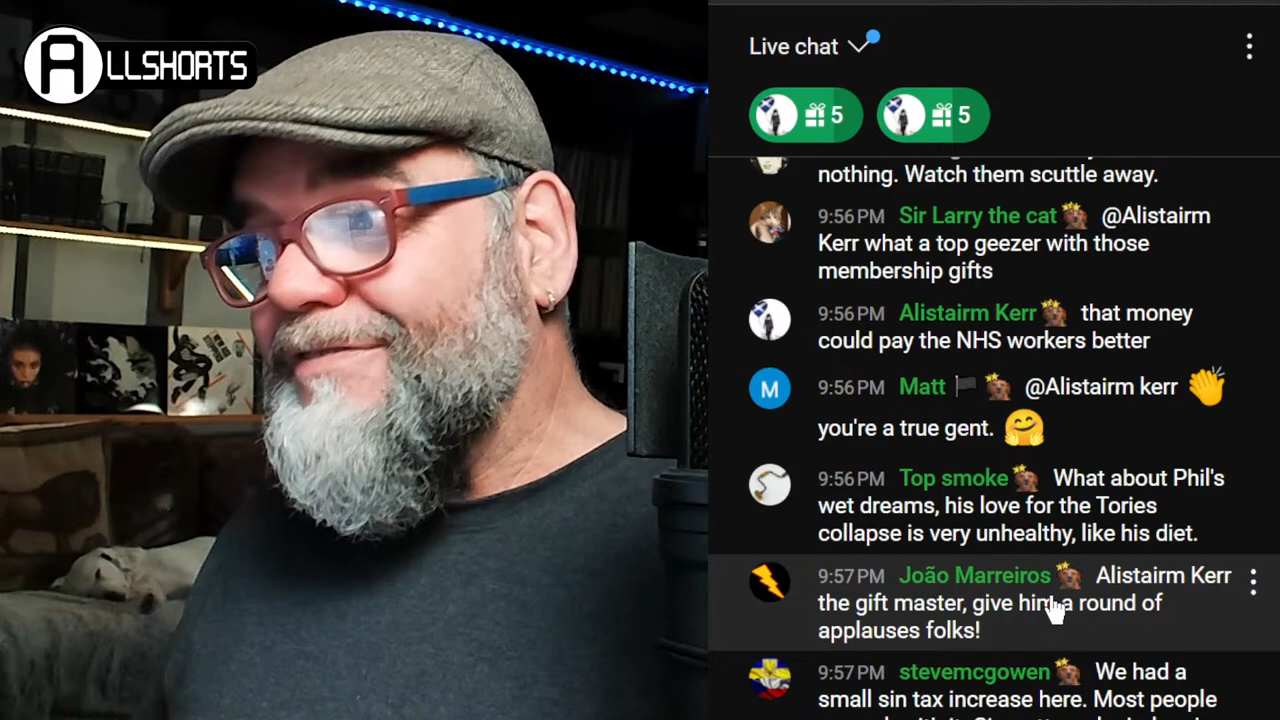 ALLSHORTS
Live chat
5
5
nothing. Watch them scuttle away.
9:56 PM Sir Larry the cat @Alistairm
Kerr what a top geezer with those
membership gifts
9:56 PM Alistairm Kerr that money
could pay the NHS workers better
M
9:56 PM Matt @Alistairm kerr
you're a true gent.
9:56 PM Top smoke What about Phil's
wet dreams, his love for the Tories
collapse is very unhealthy, like his diet.
9:57 PM João Marreiros Alistairm Kerr
the gift master, give him a round of
applauses folks!
9:57 PM stevemcgowen We had a
small sin tax increase here. Most people